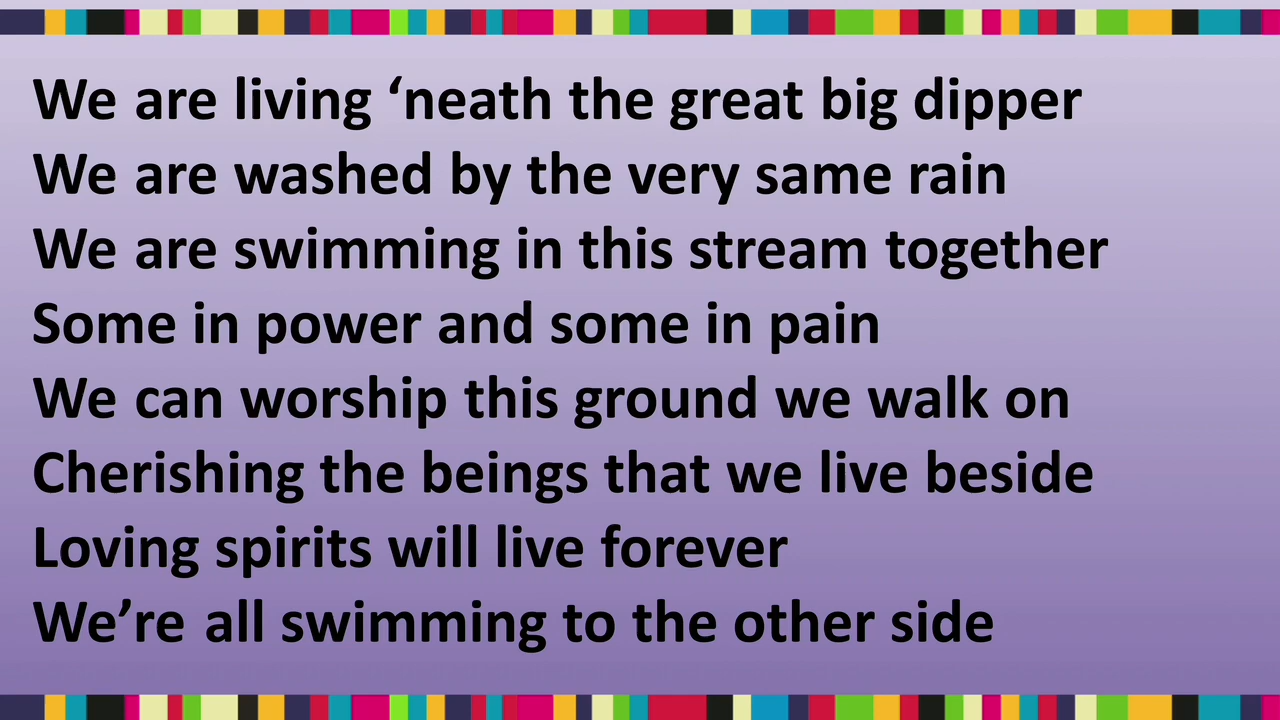 We are living ‘neath the great big dipper
We are washed by the very same rain
We are swimming in this stream together
Some in power and some in pain
We can worship this ground we walk on
Cherishing the beings that we live beside
Loving spirits will live forever
We’re all swimming to the other side